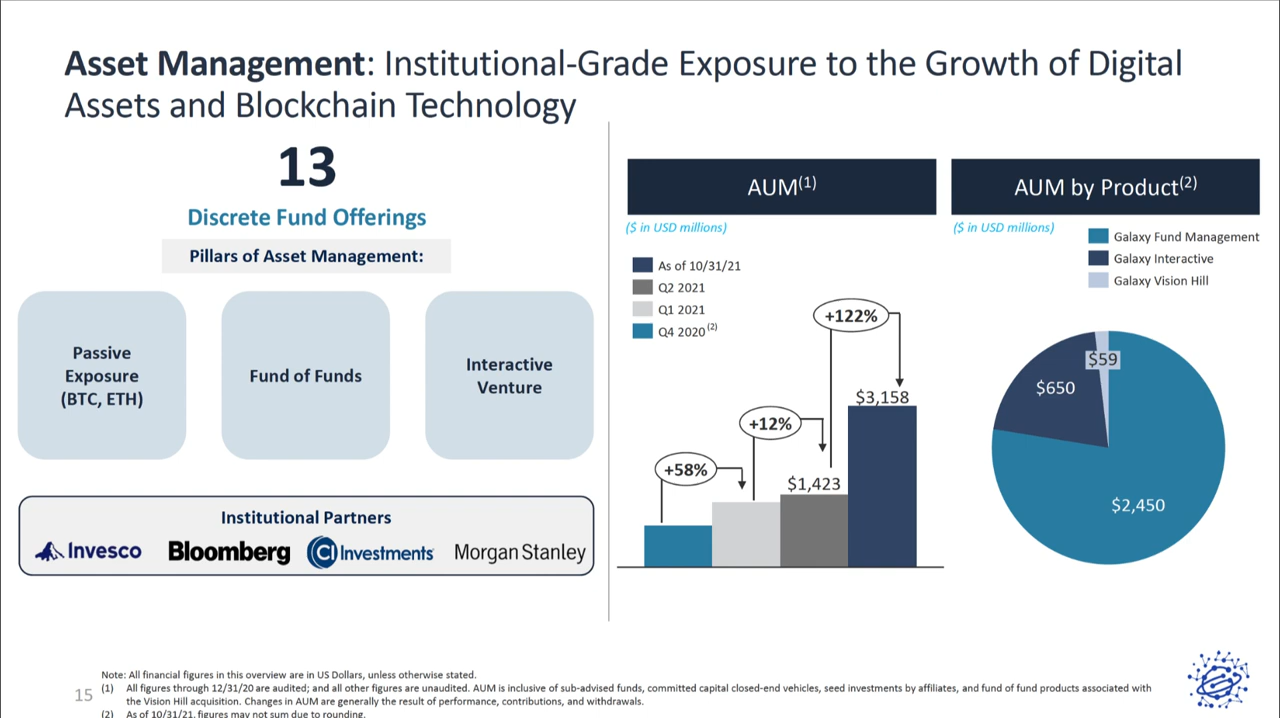 Asset Management: Institutional-Grade Exposure to the Growth of Digital
Assets and Blockchain Technology
13
Discrete Fund Offerings
Pillars of Asset Management:
Passive
Exposure
(BTC, ETH)
Fund of Funds
Interactive
Venture
Institutional Partners
Invesco
Bloomberg
CI Investments
Morgan Stanley
AUM(1)
($ in USD millions)
As of 10/31/21
Q2 2021
Q1 2021
Q4 2020 (2)
+58%
+12%
+122%
$1,423
$3,158
AUM by Product(2)
($ in USD millions)
Galaxy Fund Management
Galaxy Interactive
Galaxy Vision Hill
$59
$650
$2,450
Note: All financial figures in this overview are in US Dollars, unless otherwise stated.
(1) All figures through 12/31/20 are audited; and all other figures are unaudited. AUM is inclusive of sub-advised funds, committed capital closed-end vehicles, seed investments by affiliates, and fund of fund products associated with
the Vision Hill acquisition. Changes in AUM are generally the result of performance, contributions, and withdrawals.
(2) As of 10/31/21, figures may not sum due to rounding.
15